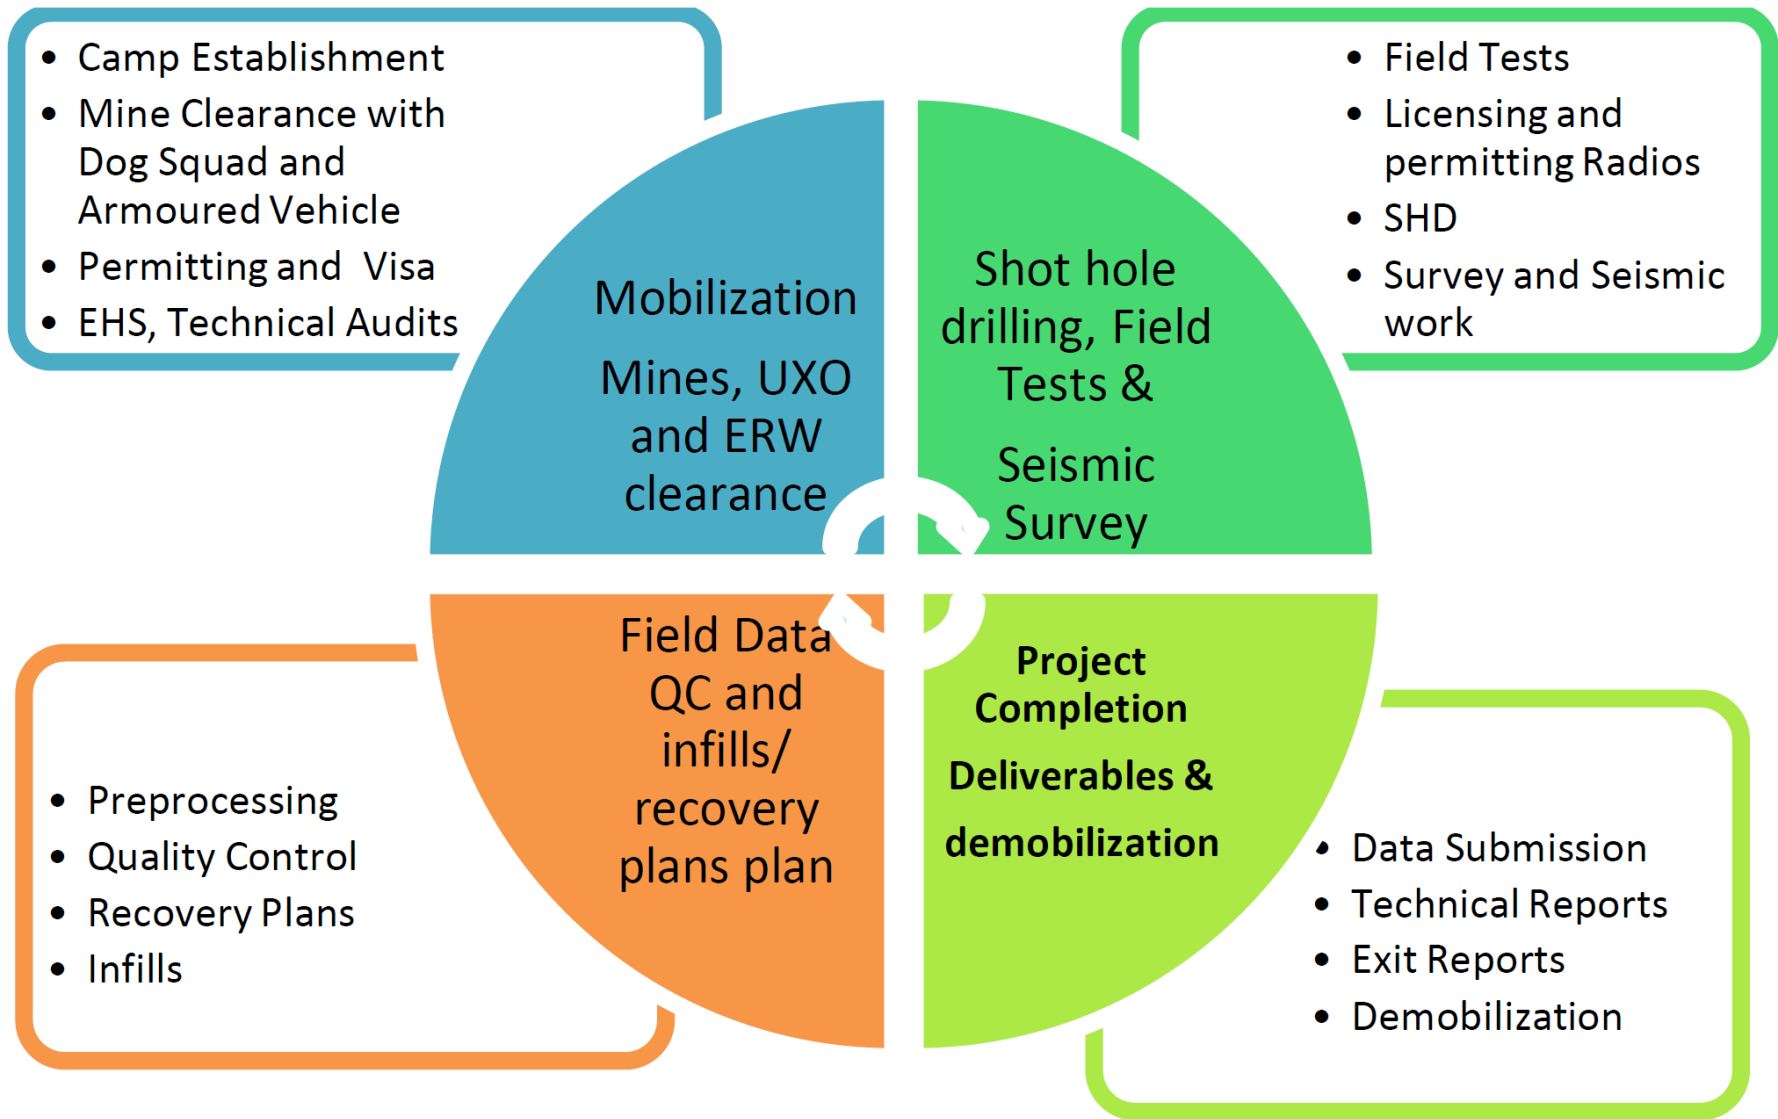 • Camp Establishment
• Mine Clearance with
Dog Squad and
Armoured Vehicle
• Permitting and Visa
• EHS, Technical Audits
• Field Tests
• Licensing and
permitting Radios
• SHD
• Survey and Seismic
work
Mobilization
Mines, UXO
and ERW
clearance
Shot hole
drilling, Field
Tests &
Seismic
Survey
Field Data
QC and
infills/
recovery
plans plan
Project
Completion
Deliverables &
demobilization
• Preprocessing
• Quality Control
• Recovery Plans
• Infills
• Data Submission
• Technical Reports
• Exit Reports
• Demobilization